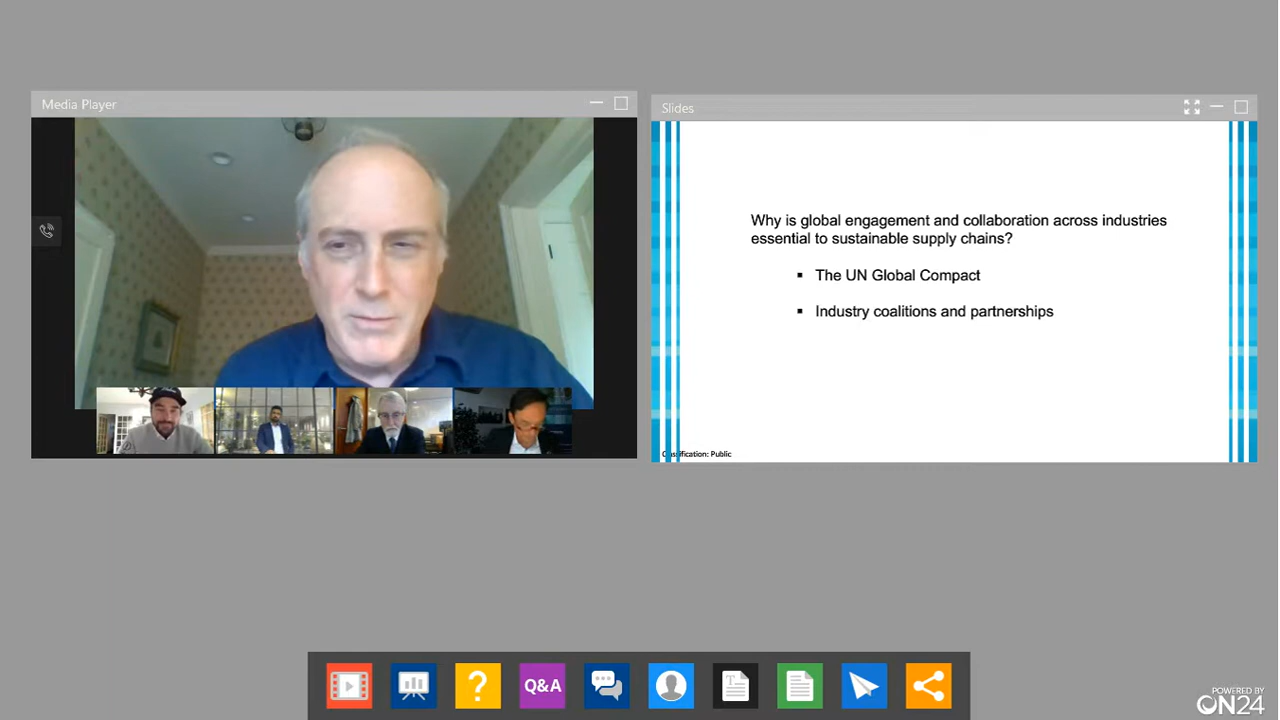 Media Player
Slides
Why is global engagement and collaboration across industries
essential to sustainable supply chains?
▪ The UN Global Compact
▪ Industry coalitions and partnerships
Classification: Public
?
Q&A
T
POWERED BY
ON24